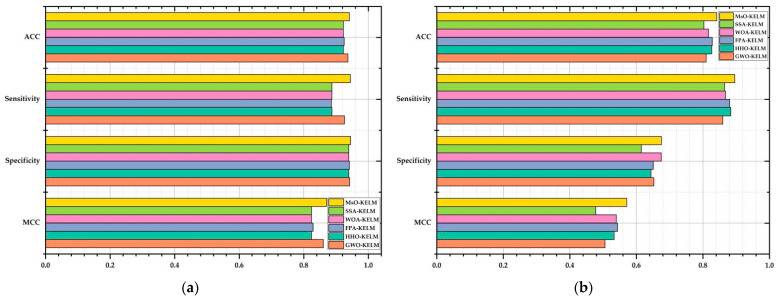 ACC
Sensitivity
Specificity
MCC
MsO-KELM
SSA-KELM
WOA-KELM
FPA-KELM
HHO-KELM
GWO-KELM
0.0 0.2 0.4 0.6 0.8 1.0
(a)
ACC
Sensitivity
Specificity
MCC
MsO-KELM
SSA-KELM
WOA-KELM
FPA-KELM
HHO-KELM
GWO-KELM
0.0 0.2 0.4 0.6 0.8 1.0
(b)